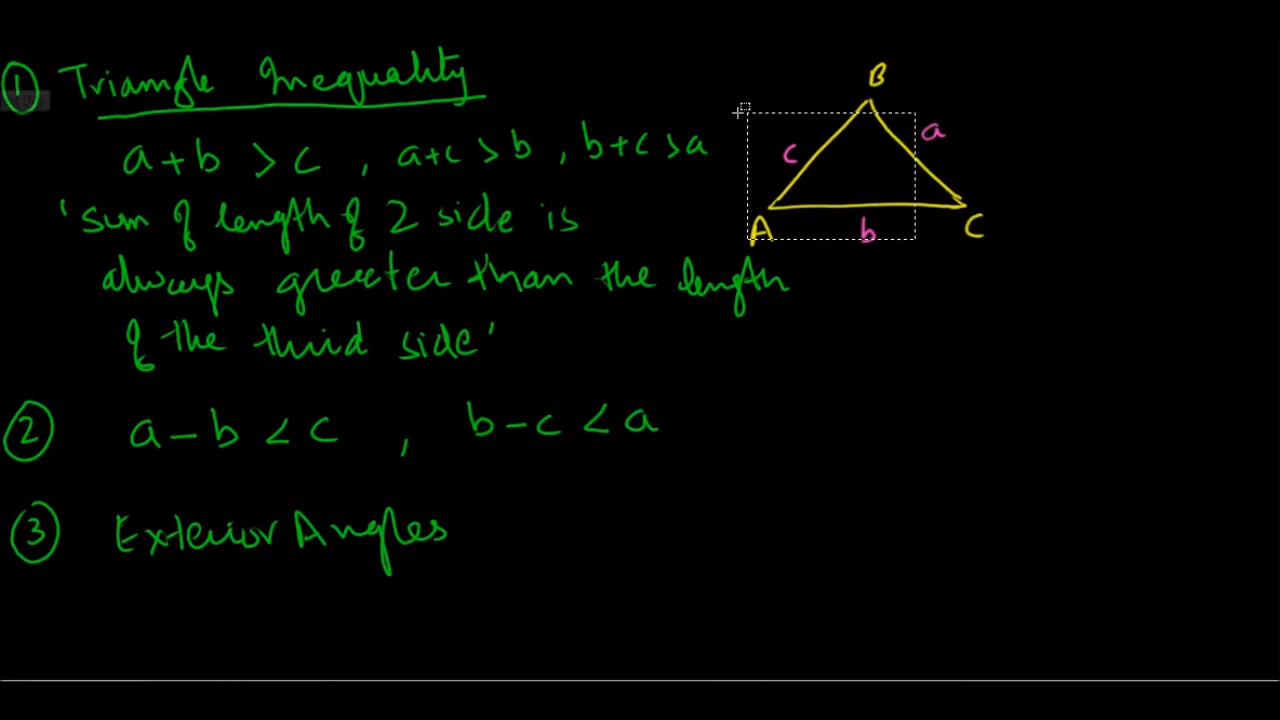 ① Triangle Inequality
a + b > c , a+c > b , b+c > a
'sum of length of 2 side is
always greater than the length
of the third side'
② a - b < c , b - c < a
③ Exterior Angles
B
c
a
A
b
C